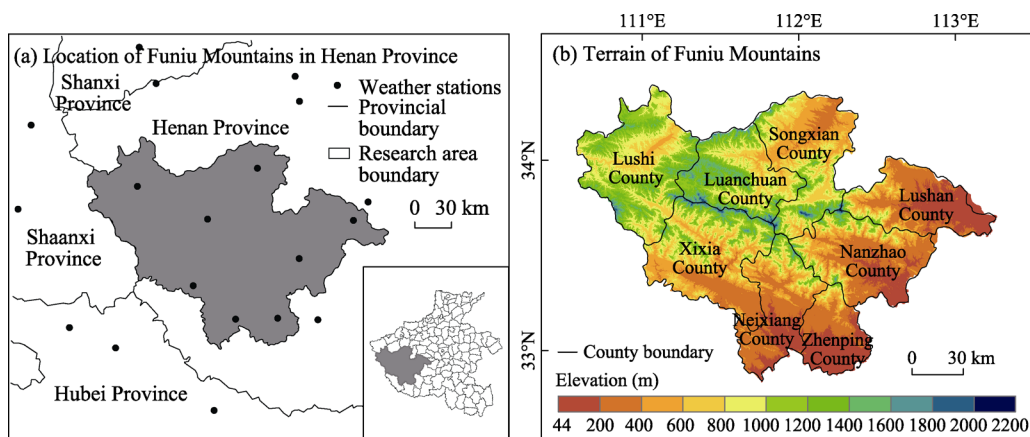 (a) Location of Funiu Mountains in Henan Province
Shanxi
Province
Weather stations
Provincial
boundary
Henan Province
Research area
boundary
0 30 km
Shaanxi
Province
Hubei Province
111°E 112°E 113°E
(b) Terrain of Funiu Mountains
34°N
33°N
Songxian
County
Lushi
County
Luanchuan
County
Lushan
County
Xixia
County
Nanzhao
County
Neixiang
County
Zhenping
County
County boundary
0 30 km
Elevation (m)
44 200 400 600 800 1000 1200 1400 1600 1800 2000 2200